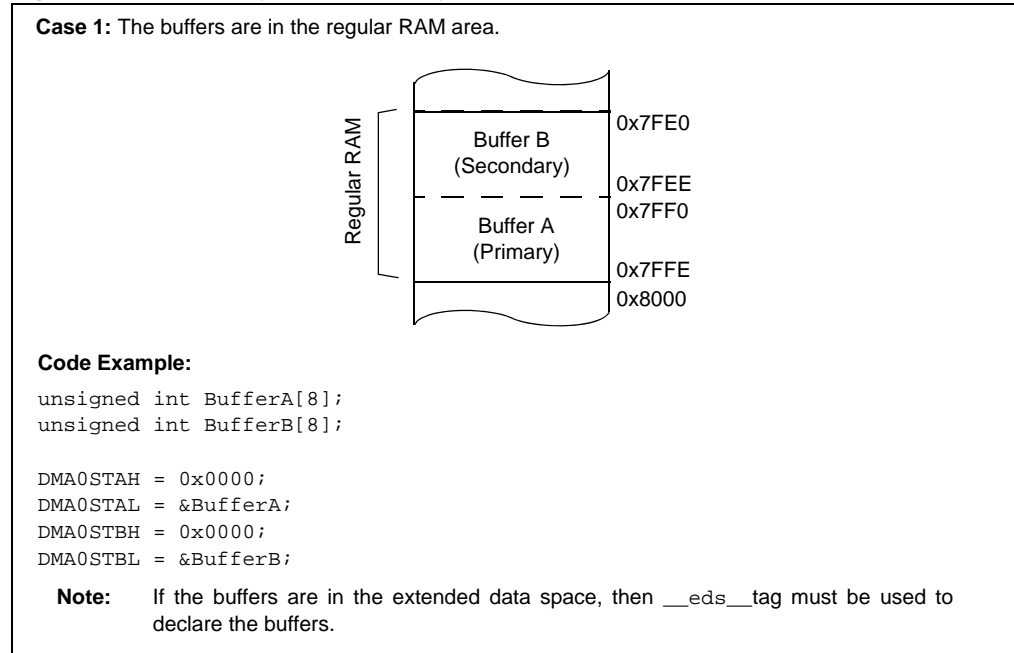 Case 1: The buffers are in the regular RAM area.
Regular RAM
Buffer B
(Secondary)
Buffer A
(Primary)
0x7FE0
0x7FEE
0x7FF0
0x7FFE
0x8000
Code Example:
unsigned int BufferA[8];
unsigned int BufferB[8];
DMA0STAH = 0x0000;
DMA0STAL = &BufferA;
DMA0STBH = 0x0000;
DMA0STBL = &BufferB;
Note: If the buffers are in the extended data space, then __eds__tag must be used to
declare the buffers.